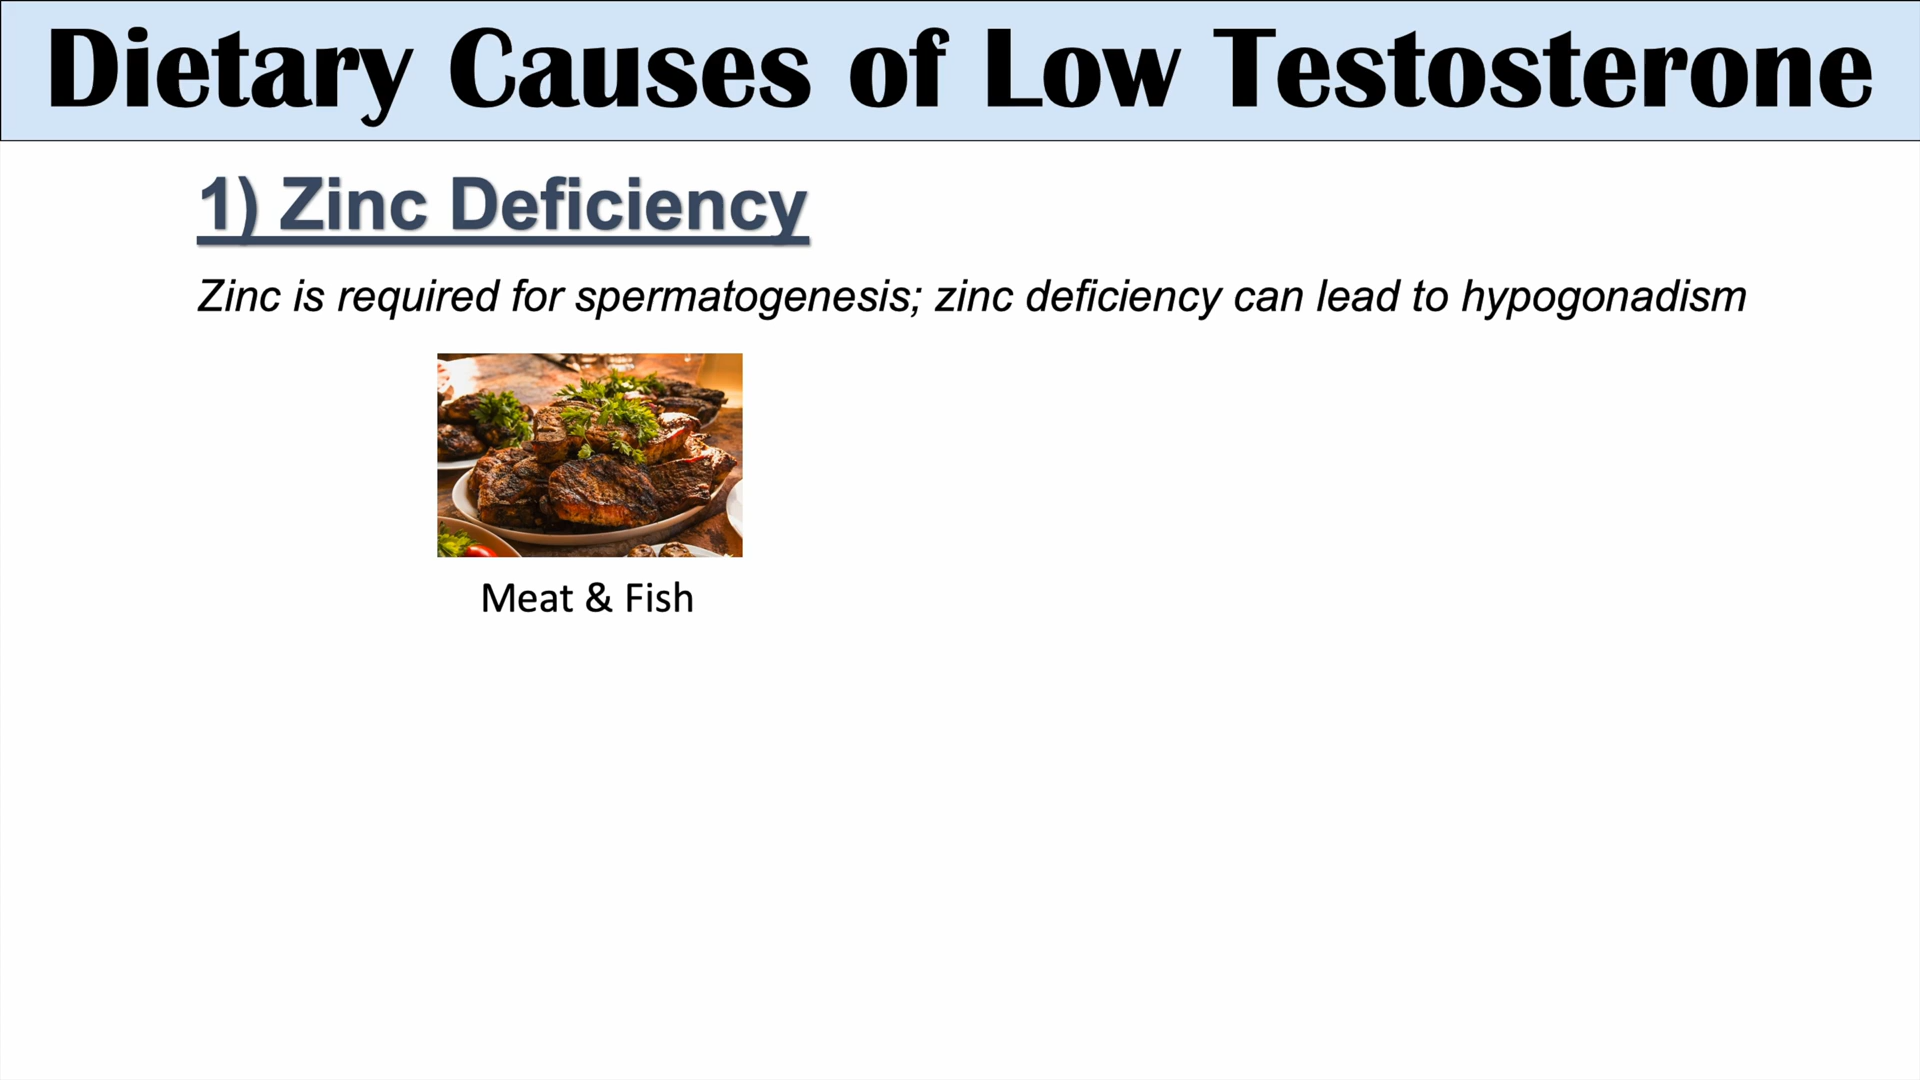 Dietary Causes of Low Testosterone
1) Zinc Deficiency
Zinc is required for spermatogenesis; zinc deficiency can lead to hypogonadism
Meat & Fish